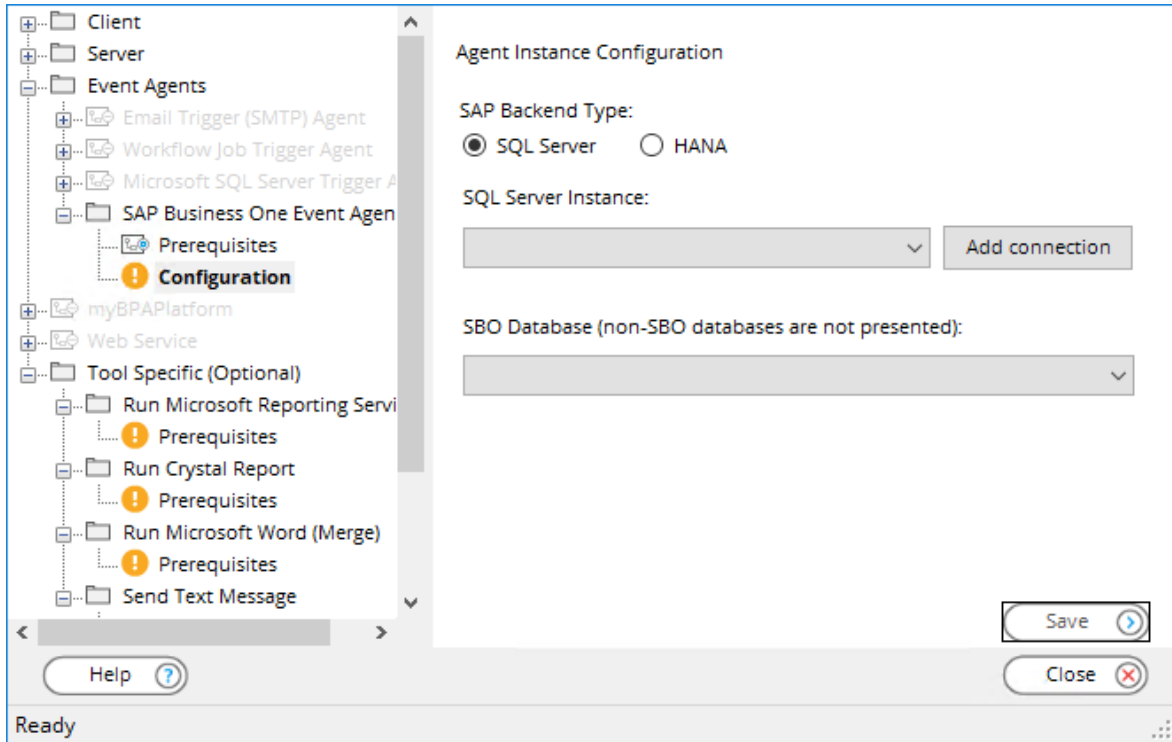 Client
Server
Event Agents
Email Trigger (SMTP) Agent
Workflow Job Trigger Agent
Microsoft SQL Server Trigger A
SAP Business One Event Agen
Prerequisites
Configuration
myBPAPlatform
Web Service
Tool Specific (Optional)
Run Microsoft Reporting Servi
Prerequisites
Run Crystal Report
Prerequisites
Run Microsoft Word (Merge)
Prerequisites
Send Text Message
Agent Instance Configuration
SAP Backend Type:
SQL Server HANA
SQL Server Instance:
Add connection
SBO Database (non-SBO databases are not presented):
Save
Help ?
Close
Ready